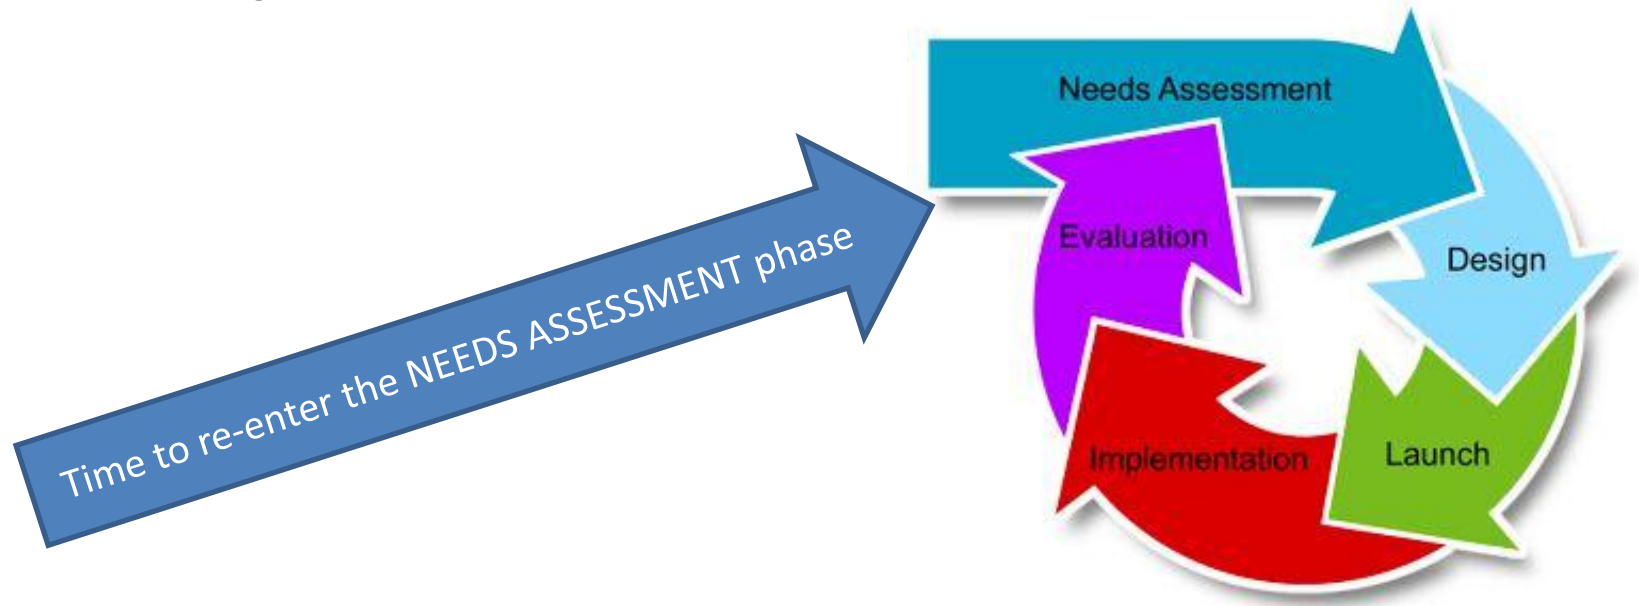 Time to re-enter the NEEDS ASSESSMENT phase
Needs Assessment
Evaluation
Design
Implementation
Launch